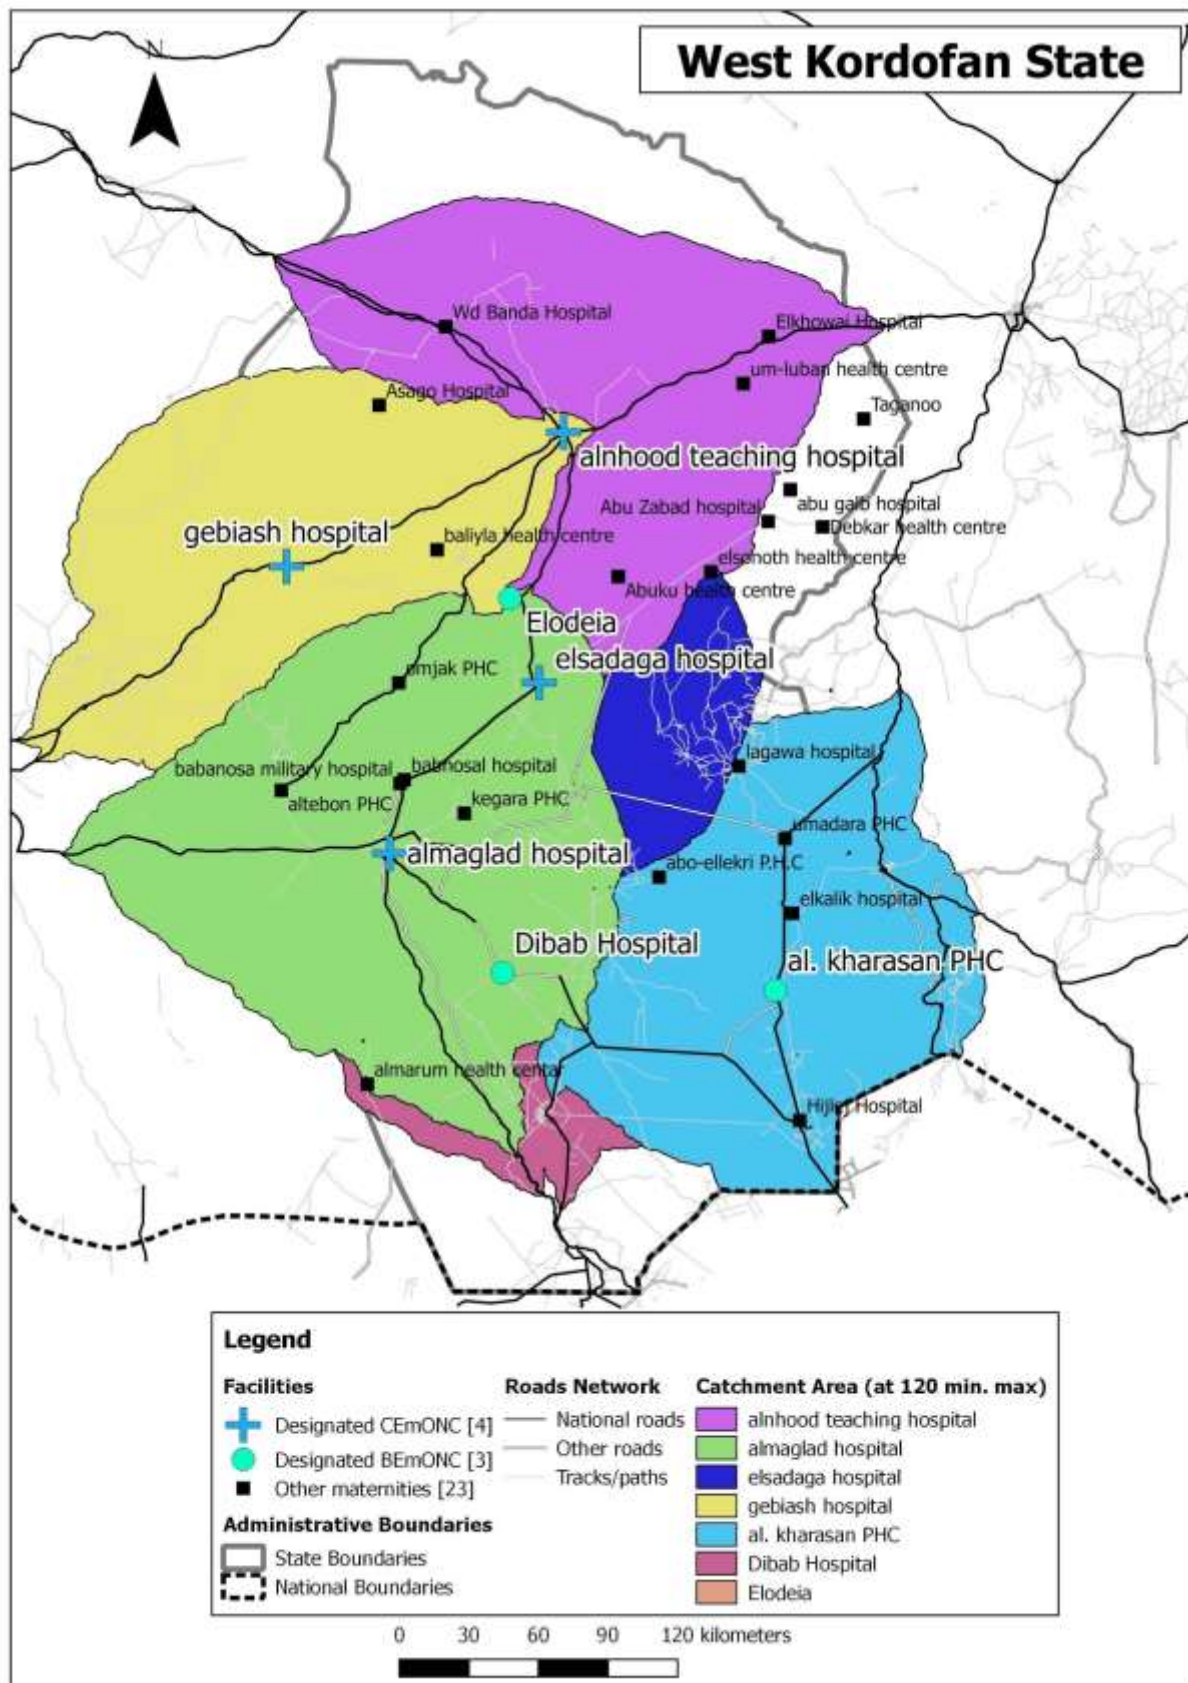 West Kordofan State
N
Wd Banda Hospital
Elkhowai Hospital
um-luban health centre
Asago Hospital
Taganoo
alnhood teaching hospital
abu gaib hospital
Abu Zabad hospital
Debkar health centre
gebiash hospital
baliyla health centre
elsonoth health centre
Abuku health centre
Elodeia
elsadaga hospital
omjak PHC
lagawa hospital
babanosa military hospital
babnosal hospital
altebon PHC
kegara PHC
umadara PHC
almaglad hospital
abo-ellekri P.H.C
elkalik hospital
Dibab Hospital
al. kharasan PHC
almarum health center
Hijlej Hospital
Legend
Facilities
Designated CEmONC [4]
Designated BEmONC [3]
Other maternities [23]
Administrative Boundaries
State Boundaries
National Boundaries
Roads Network
National roads
Other roads
Tracks/paths
Catchment Area (at 120 min. max)
alnhood teaching hospital
almaglad hospital
elsadaga hospital
gebiash hospital
al. kharasan PHC
Dibab Hospital
Elodeia
0 30 60 90 120 kilometers